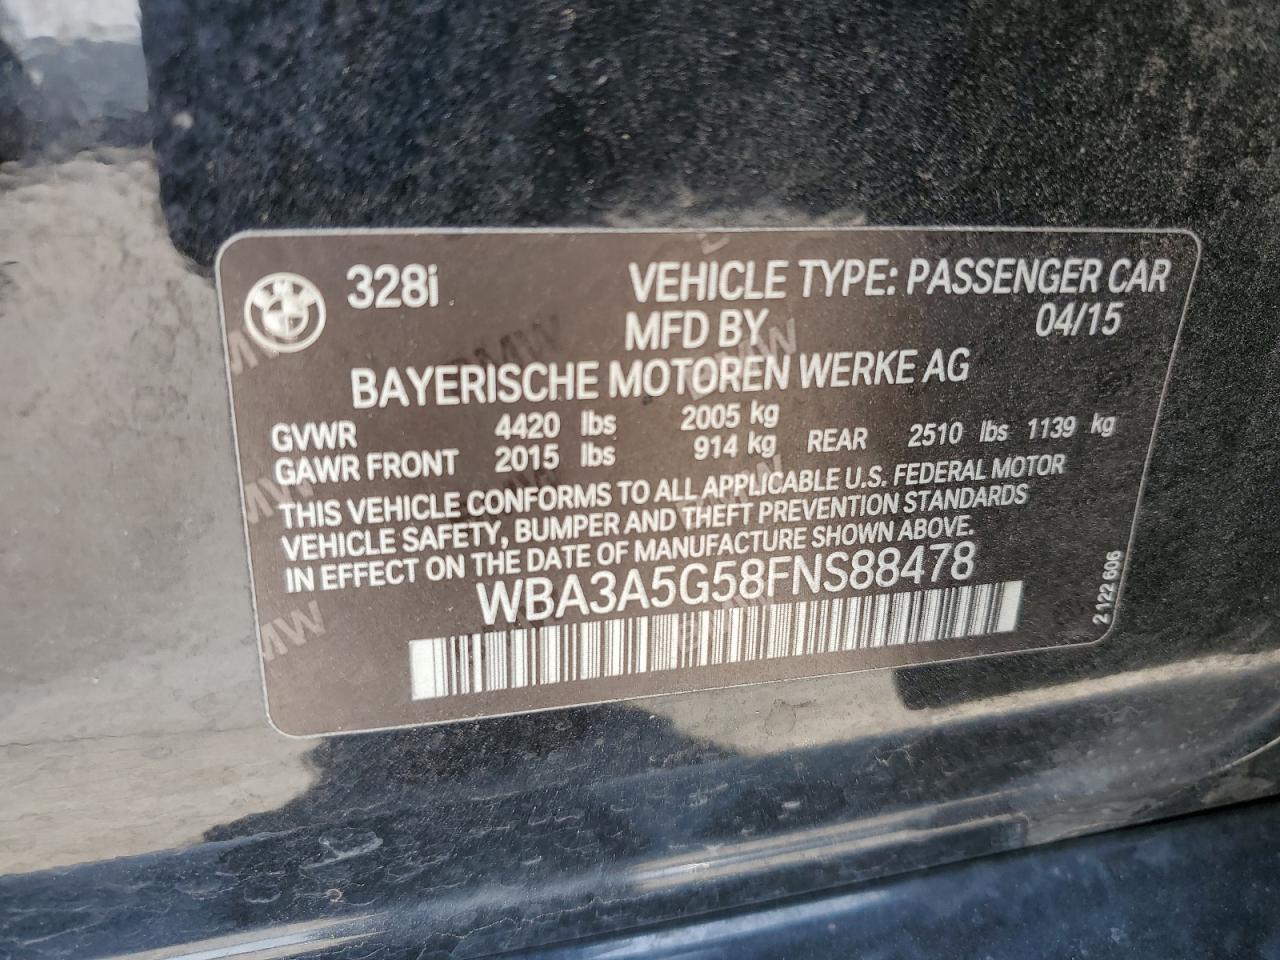 328i VEHICLE TYPE: PASSENGER CAR
MFD BY 04/15
BAYERISCHE MOTOREN WERKE AG
GVWR 4420 lbs 2005 kg
GAWR FRONT 2015 lbs 914 kg REAR 2510 lbs 1139 kg
THIS VEHICLE CONFORMS TO ALL APPLICABLE U.S. FEDERAL MOTOR
VEHICLE SAFETY, BUMPER AND THEFT PREVENTION STANDARDS
IN EFFECT ON THE DATE OF MANUFACTURE SHOWN ABOVE.
WBA3A5G58FNS88478
2 122 606